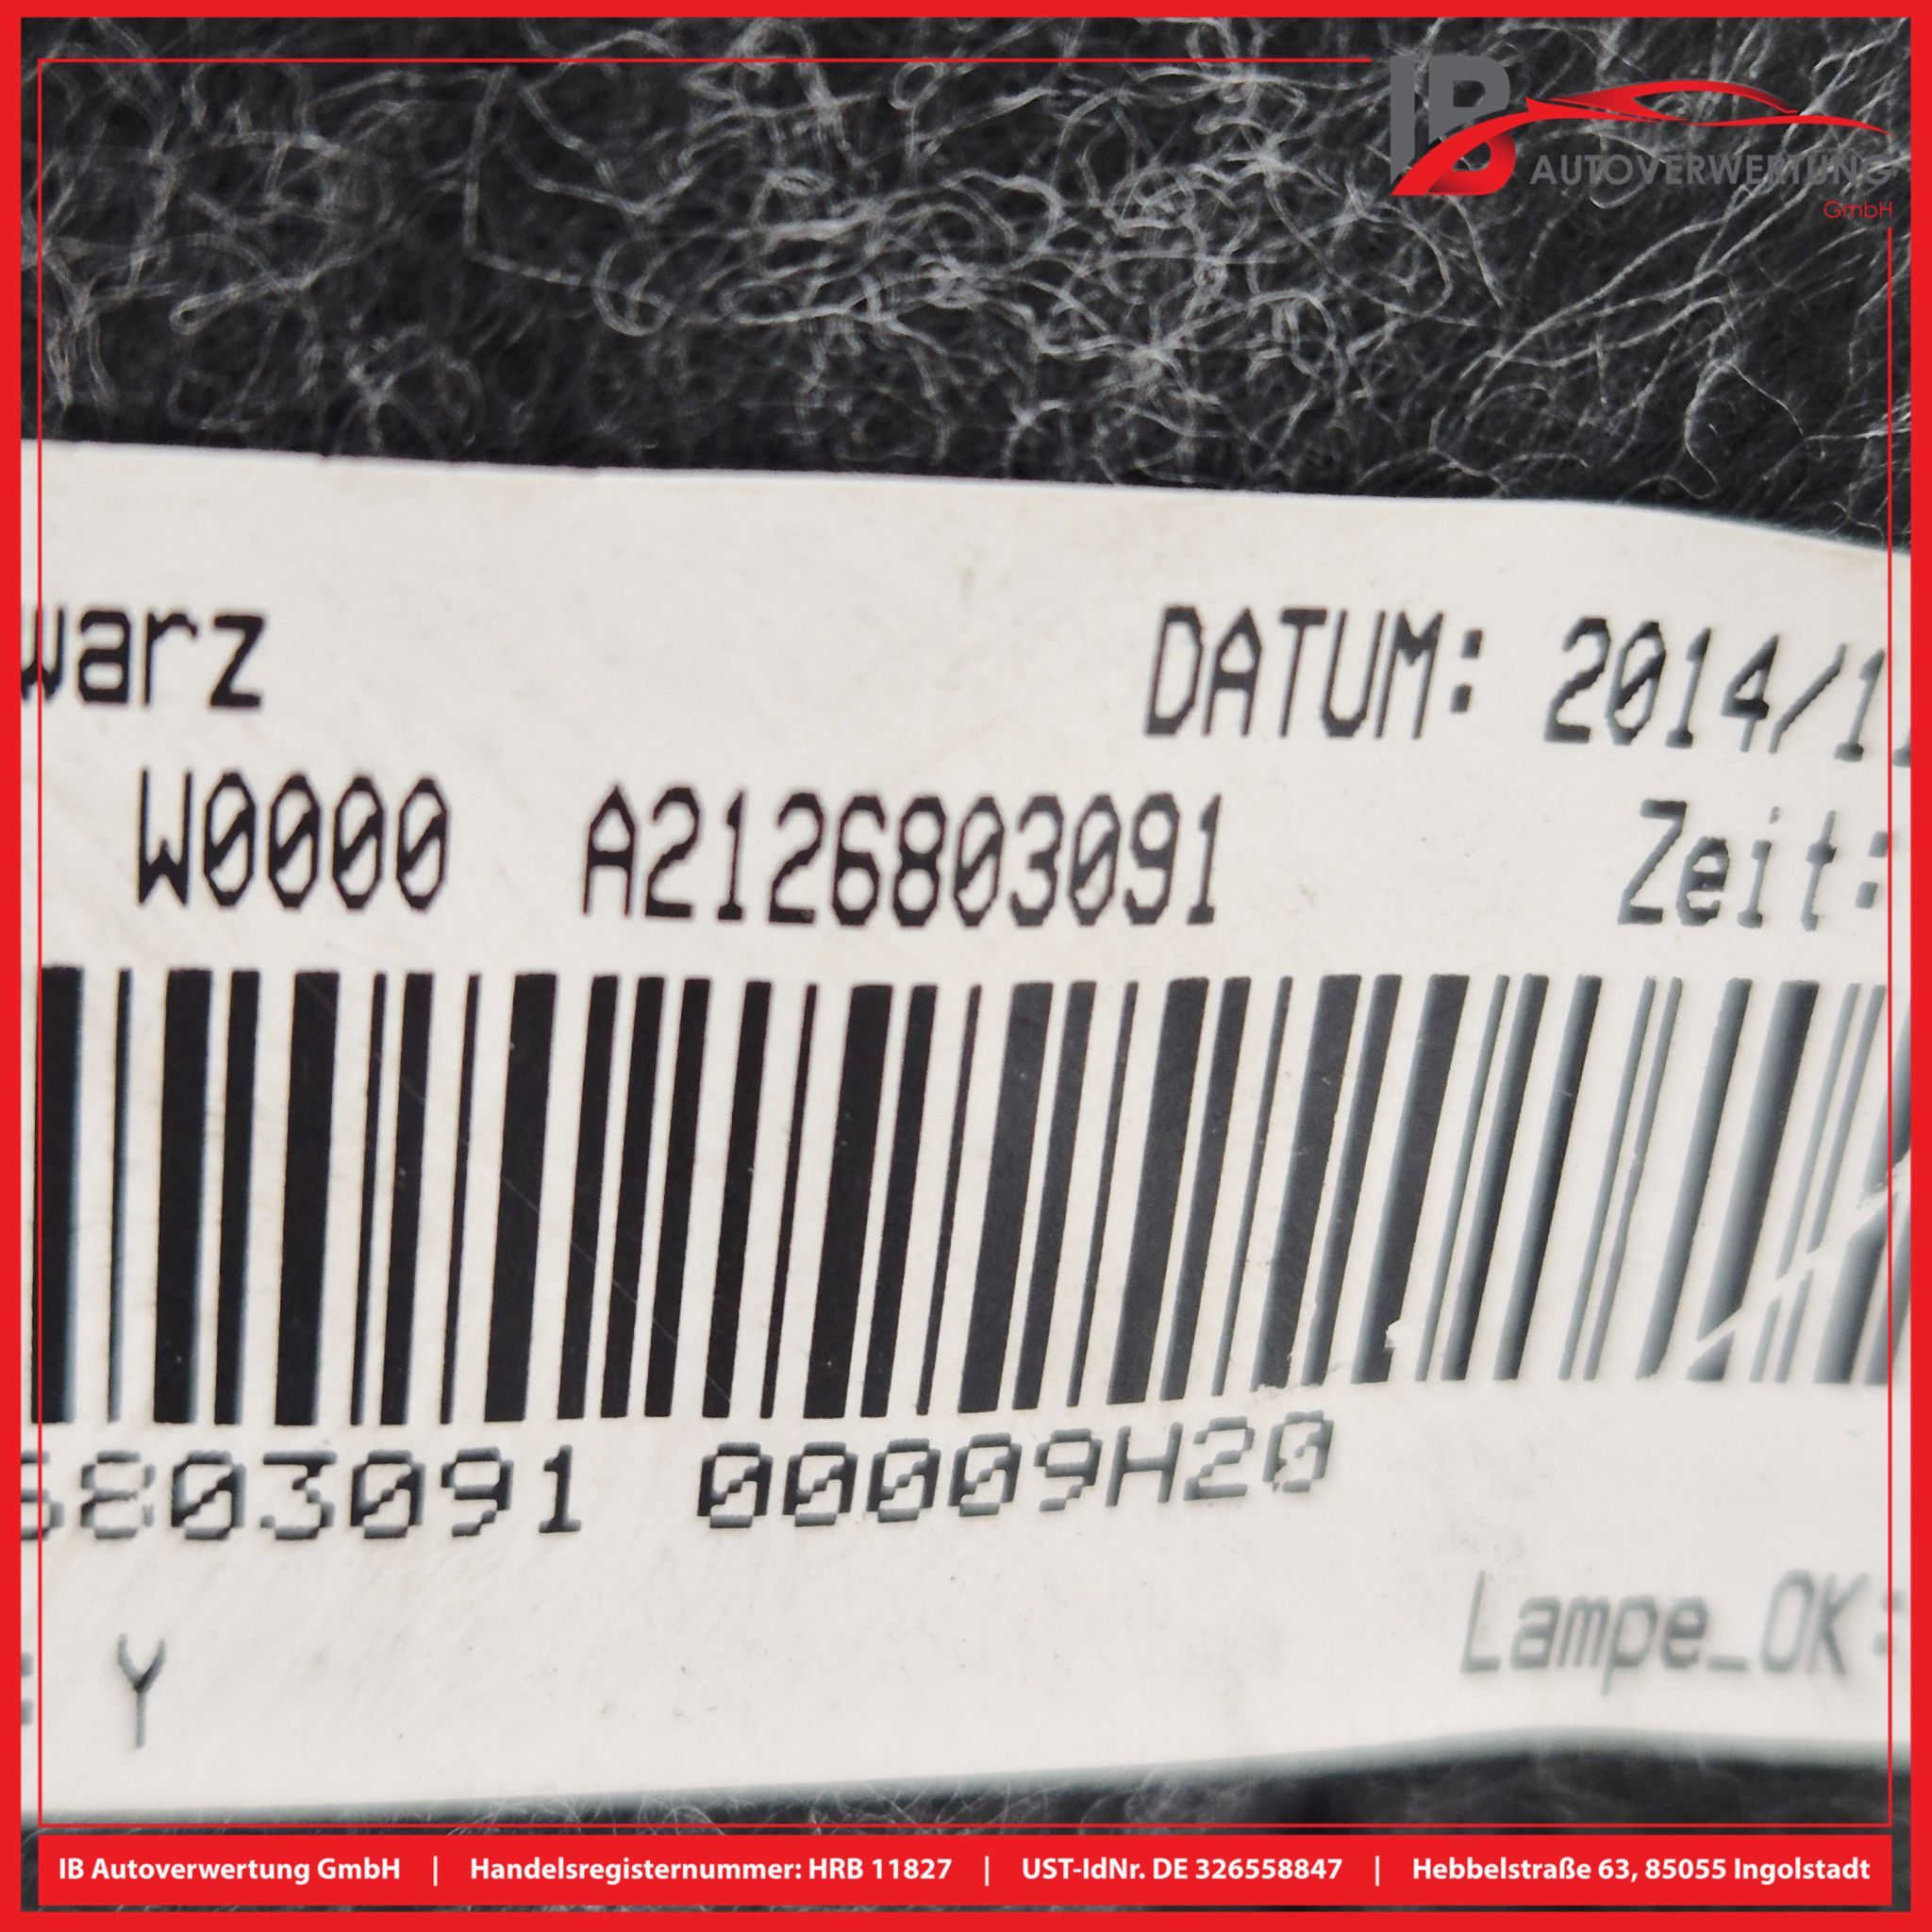 IB
AUTOVERWERTUNG
GmbH
warz
DATUM: 2014/1
W0000 A2126803091
Zeit:
6803091 00009H20
Lampe_OK:
: Y
IB Autoverwertung GmbH | Handelsregisternummer: HRB 11827 | UST-IdNr. DE 326558847 | Hebbelstraße 63, 85055 Ingolstadt